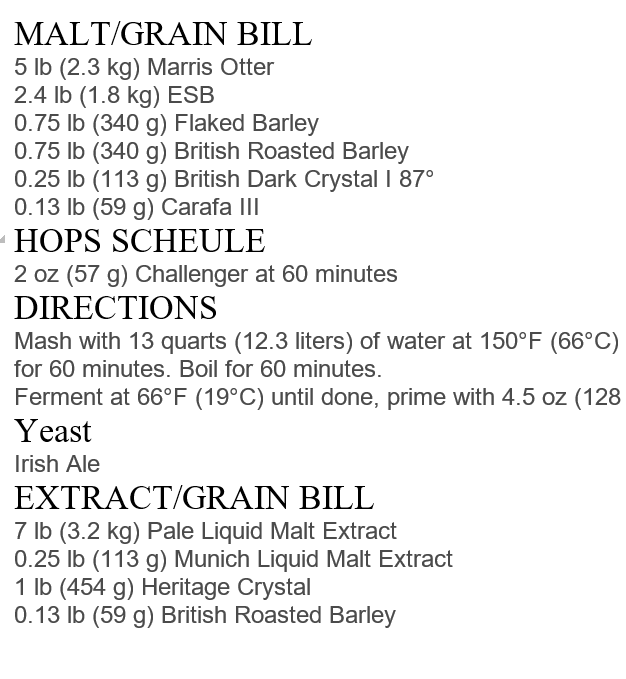 MALT/GRAIN BILL
5 lb (2.3 kg) Marris Otter
2.4 lb (1.8 kg) ESB
0.75 lb (340 g) Flaked Barley
0.75 lb (340 g) British Roasted Barley
0.25 lb (113 g) British Dark Crystal I 87°
0.13 lb (59 g) Carafa III
HOPS SCHEULE
2 oz (57 g) Challenger at 60 minutes
DIRECTIONS
Mash with 13 quarts (12.3 liters) of water at 150°F (66°C)
for 60 minutes. Boil for 60 minutes.
Ferment at 66°F (19°C) until done, prime with 4.5 oz (128
Yeast
Irish Ale
EXTRACT/GRAIN BILL
7 lb (3.2 kg) Pale Liquid Malt Extract
0.25 lb (113 g) Munich Liquid Malt Extract
1 lb (454 g) Heritage Crystal
0.13 lb (59 g) British Roasted Barley